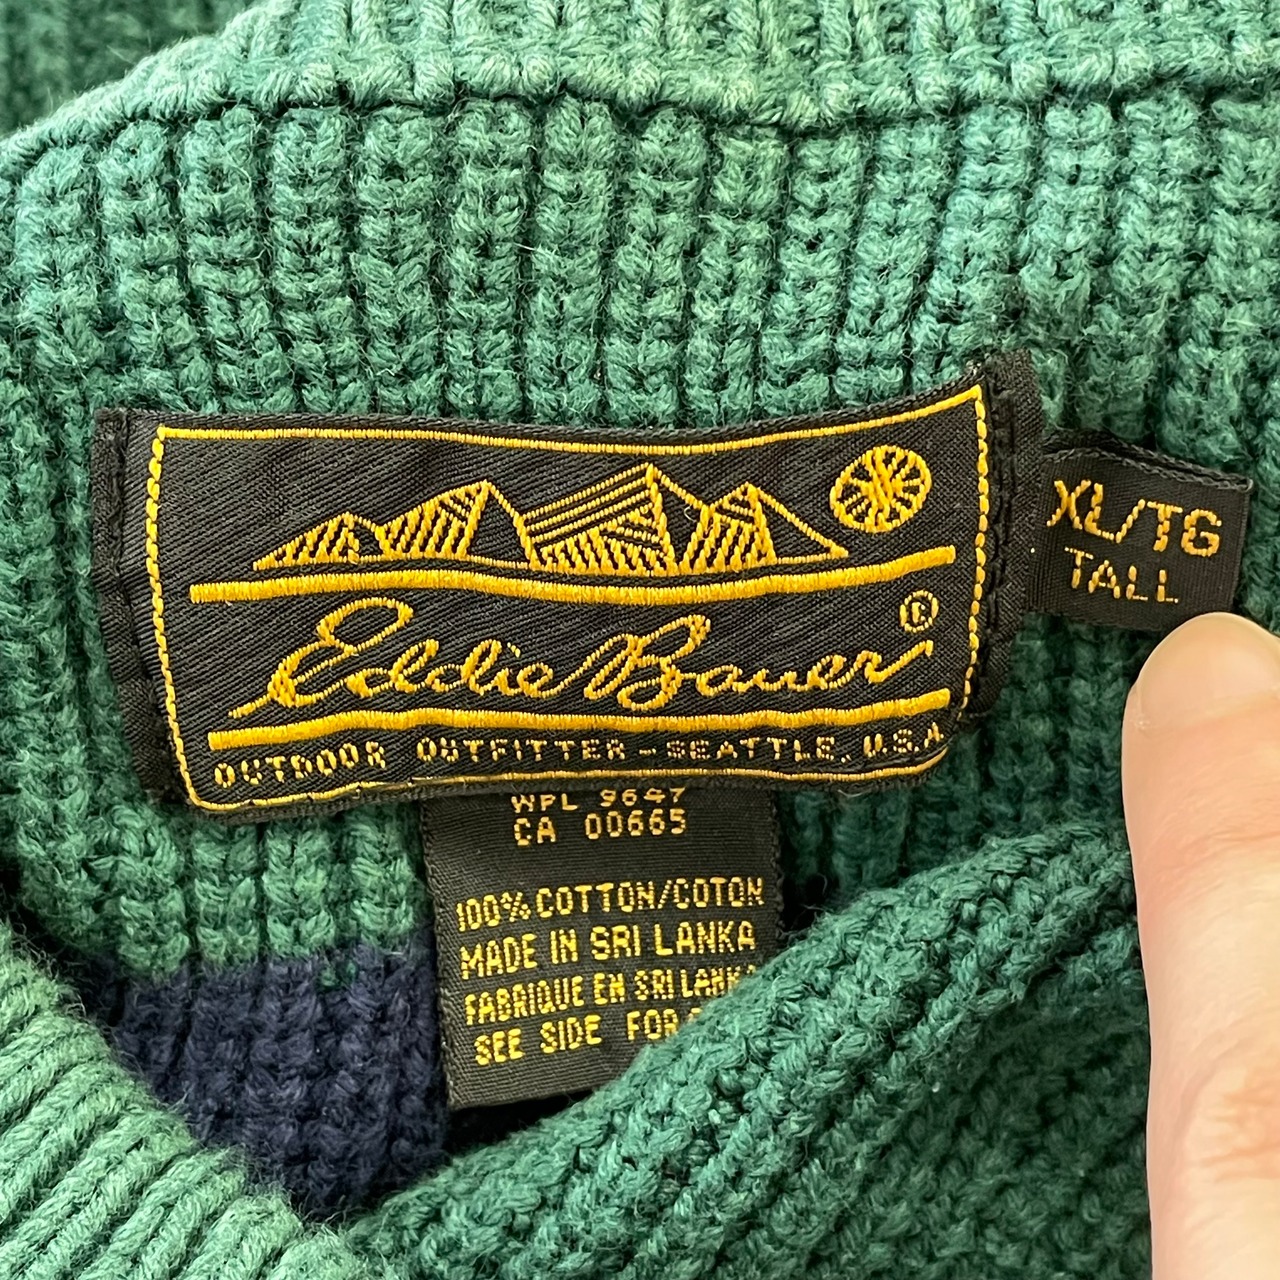 Eddie Bauer ©
OUTDOOR OUTFITTER - SEATTLE, U.S.A
XL/TG
TALL
WPL 9647
CA 00665
100% COTTON/COTON
MADE IN SRI LANKA
FABRIQUE EN SRI LANK
SEE SIDE FOR